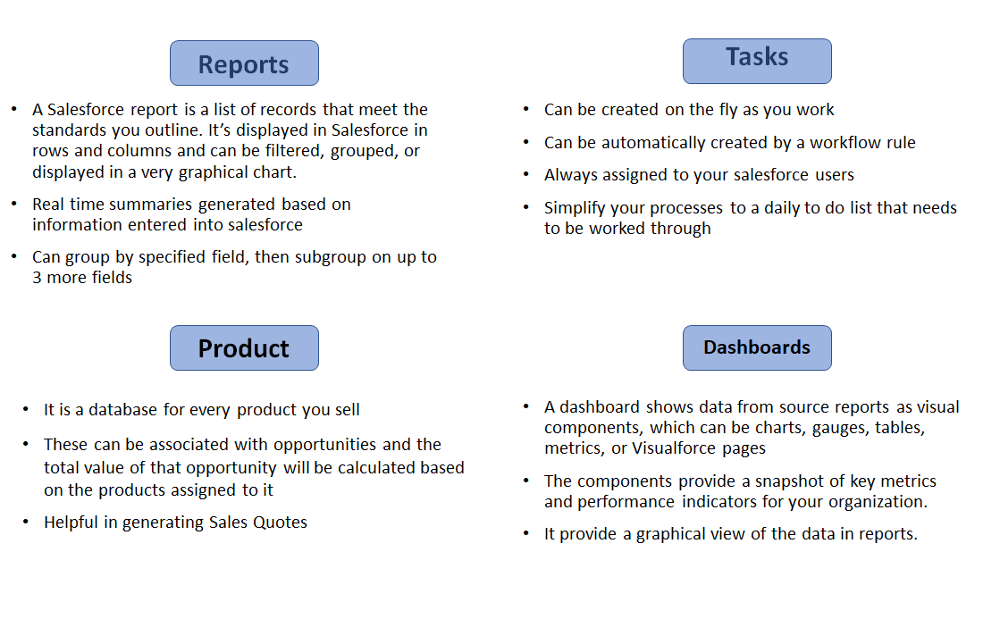 Reports
• A Salesforce report is a list of records that meet the
standards you outline. It’s displayed in Salesforce in
rows and columns and can be filtered, grouped, or
displayed in a very graphical chart.
• Real time summaries generated based on
information entered into salesforce
• Can group by specified field, then subgroup on up to
3 more fields
Tasks
• Can be created on the fly as you work
• Can be automatically created by a workflow rule
• Always assigned to your salesforce users
• Simplify your processes to a daily to do list that needs
to be worked through
Product
• It is a database for every product you sell
• These can be associated with opportunities and the
total value of that opportunity will be calculated based
on the products assigned to it
• Helpful in generating Sales Quotes
Dashboards
• A dashboard shows data from source reports as visual
components, which can be charts, gauges, tables,
metrics, or Visualforce pages
• The components provide a snapshot of key metrics
and performance indicators for your organization.
• It provide a graphical view of the data in reports.